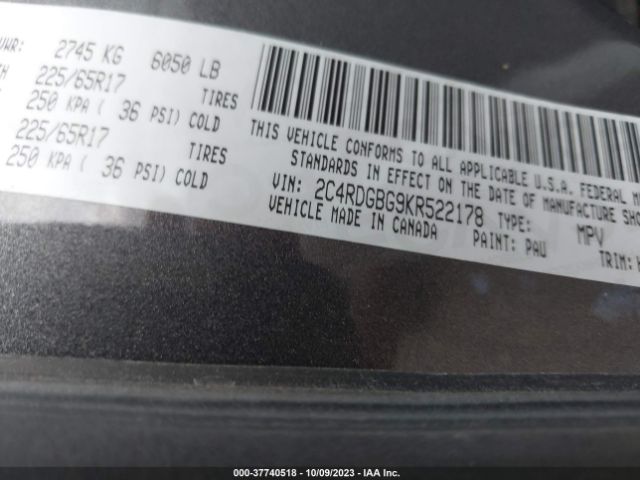 VWR: 2745 KG 6050 LB
225/65R17 TIRES
250 KPA ( 36 PSI) COLD
225/65R17 TIRES
250 KPA ( 36 PSI) COLD
THIS VEHICLE CONFORMS TO ALL APPLICABLE U.S.A. FEDERAL
STANDARDS IN EFFECT ON THE DATE OF MANUFACTURE
VIN: 2C4RDGBG9KR522178 TYPE: MPV
VEHICLE MADE IN CANADA PAINT: PAU TRIM:
000-37740518 - 10/09/2023 - IAA Inc.